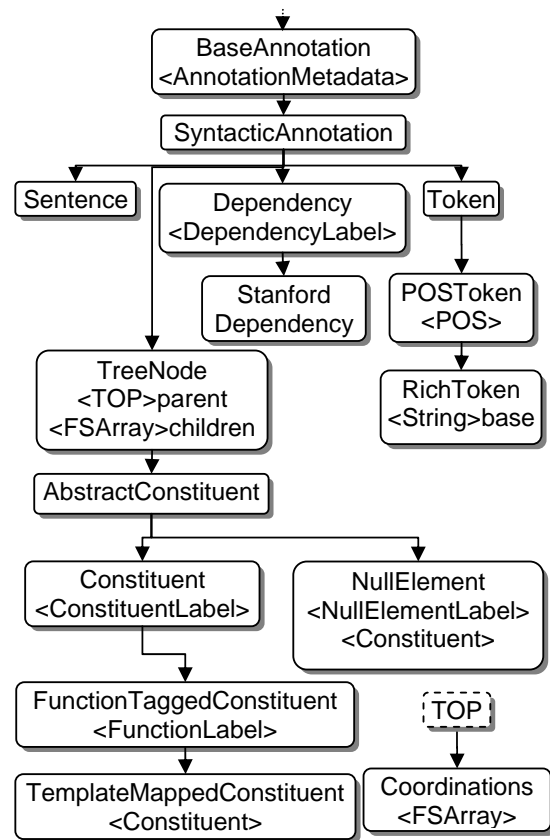 BaseAnnotation
<AnnotationMetadata>
SyntacticAnnotation
Sentence
Dependency
<DependencyLabel>
Token
Stanford
Dependency
POSToken
<POS>
TreeNode
<TOP>parent
<FSArray>children
RichToken
<String>base
AbstractConstituent
Constituent
<ConstituentLabel>
NullElement
<NullElementLabel>
<Constituent>
FunctionTaggedConstituent
<FunctionLabel>
TOP
TemplateMappedConstituent
<Constituent>
Coordinations
<FSArray>